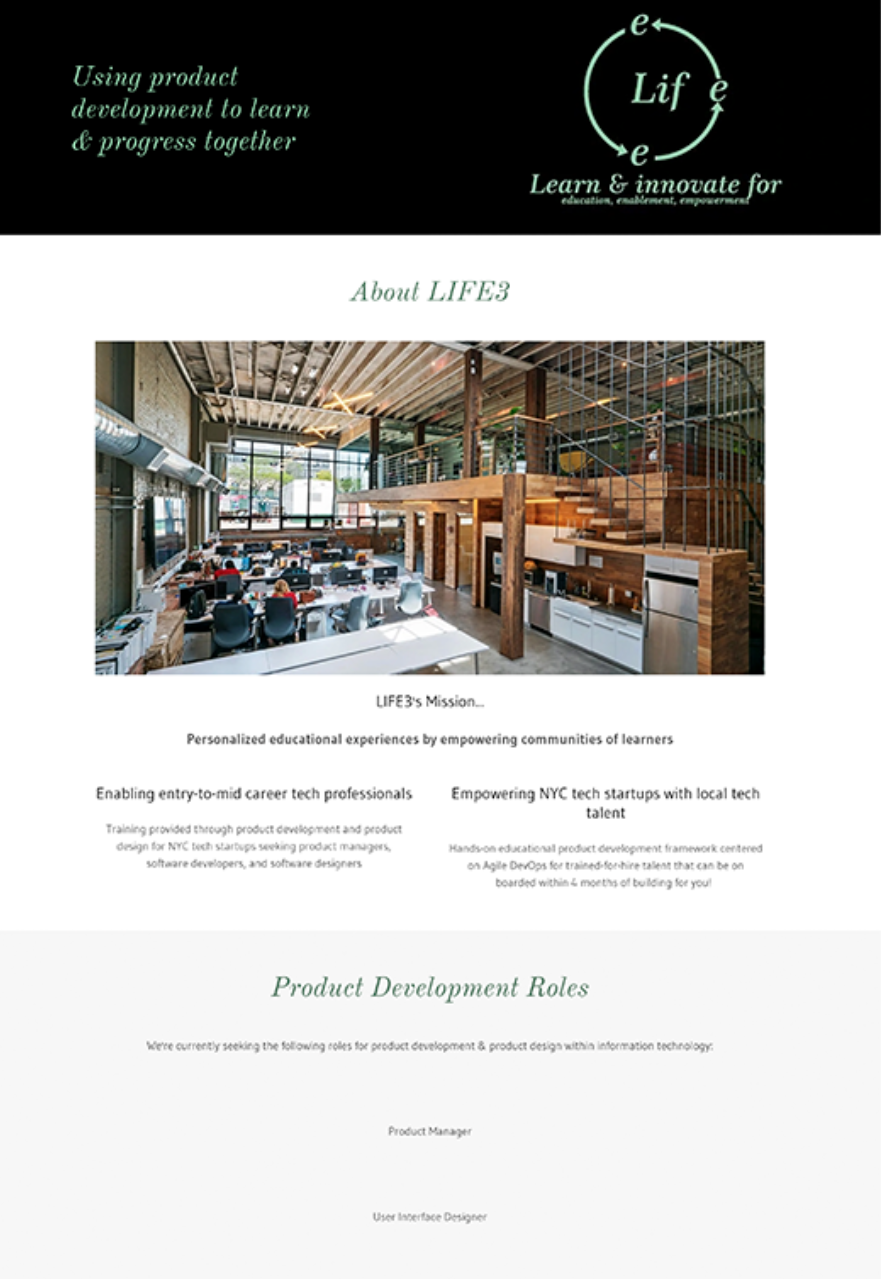 Using product
development to learn
& progress together
e
Lif e
e
Learn & innovate for
education, enablement, empowerment
About LIFE3
LIFE3's Mission...
Personalized educational experiences by empowering communities of learners
Enabling entry-to-mid career tech professionals
Training provided through product development and product
design for NYC tech startups seeking product managers,
software developers, and software designers
Empowering NYC tech startups with local tech
talent
Hands-on educational product development framework centered
on Agile DevOps for trained-for-hire talent that can be on
boarded within 4 months of building for you!
Product Development Roles
We're currently seeking the following roles for product development & product design within information technology:
Product Manager
User Interface Designer